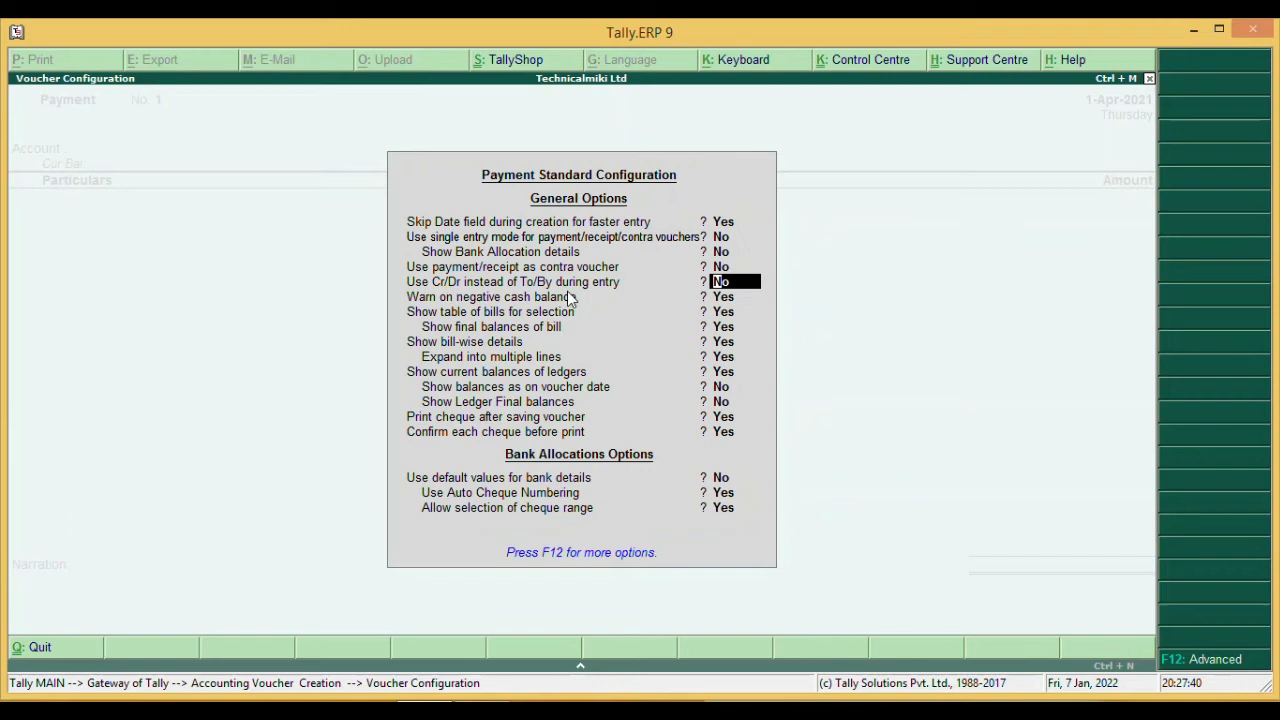 Tally.ERP 9
P: Print E: Export M: E-Mail O: Upload S: TallyShop G: Language K: Keyboard K: Control Centre H: Support Centre H: Help
Voucher Configuration Technicalmiki Ltd Ctrl + M
Payment No. 1 1-Apr-2021
Thursday
Account
Cur Bal:
Particulars Amount
Payment Standard Configuration
General Options
Skip Date field during creation for faster entry ? Yes
Use single entry mode for payment/receipt/contra vouchers? No
Show Bank Allocation details ? No
Use payment/receipt as contra voucher ? No
Use Cr/Dr instead of To/By during entry ? No
Warn on negative cash balance ? Yes
Show table of bills for selection ? Yes
Show final balances of bill ? Yes
Show bill-wise details ? Yes
Expand into multiple lines ? Yes
Show current balances of ledgers ? Yes
Show balances as on voucher date ? No
Show Ledger Final balances ? No
Print cheque after saving voucher ? Yes
Confirm each cheque before print ? Yes
Bank Allocations Options
Use default values for bank details ? No
Use Auto Cheque Numbering ? Yes
Allow selection of cheque range ? Yes
Press F12 for more options.
Narration:
Q: Quit
F12: Advanced
Ctrl + N
Tally MAIN --> Gateway of Tally --> Accounting Voucher Creation --> Voucher Configuration (c) Tally Solutions Pvt. Ltd., 1988-2017 Fri, 7 Jan, 2022 20:27:40